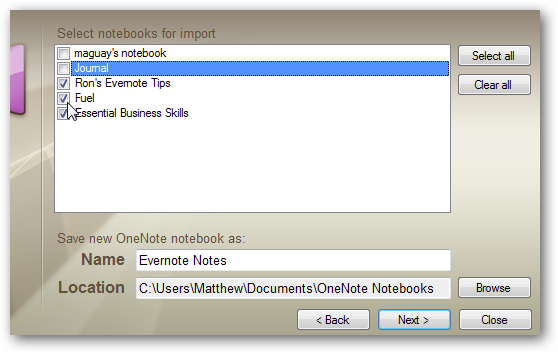 Select notebooks for import
maguay's notebook
Select all
Journal
Ron's Evernote Tips
Clear all
Fuel
Essential Business Skills
Save new OneNote notebook as:
Name Evernote Notes
Location C:\Users\Matthew\Documents\OneNote Notebooks Browse
< Back Next > Close